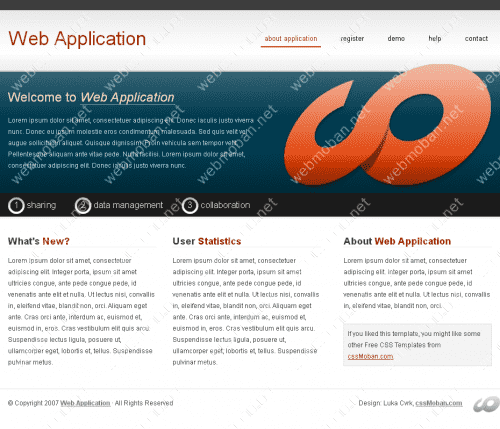 Web Application
about application register demo help contact
Welcome to Web Application
Lorem ipsum dolor sit amet, consectetuer adipiscing elit. Donec iaculis justo viverra
nunc. Donec eu ipsum molestie eros condimentum malesuada. Sed quis velit vel
augue sollicitudin aliquam. Quisque dignissim. Proin vehicula sem tempor velit.
Pellentesque aliquam ante vitae pede. Nulla facilisi. Lorem ipsum dolor sit amet,
consectetuer adipiscing elit. Donec iaculis justo viverra
1 sharing 2 data management 3 collaboration
What's New?
Lorem ipsum dolor sit amet, consectetuer
adipiscing elit. Integer porta, ipsum sit amet
ultricies congue, ante pede congue pede, id
venenatis ante elit et nulla. Ut lectus nisi, convallis
in, eleifend vitae, blandit non, orci. Aliquam eget
ante. Cras orci ante, interdum ac, euismod et,
euismod in, eros. Cras vestibulum elit quis arcu.
Suspendisse lectus ligula, posuere ut,
ullamcorper eget, lobortis et, tellus. Suspendisse
pulvinar metus.
User Statistics
Lorem ipsum dolor sit amet, consectetuer
adipiscing elit. Integer porta, ipsum sit amet
ultricies congue, ante pede congue pede, id
venenatis ante elit et nulla. Ut lectus nisi, convallis
in, eleifend vitae, blandit non, orci. Aliquam eget
ante. Cras orci ante, interdum ac, euismod et,
euismod in, eros. Cras vestibulum elit quis arcu.
Suspendisse lectus ligula, posuere ut,
ullamcorper eget, lobortis et, tellus. Suspendisse
pulvinar metus.
About Web Application
Lorem ipsum dolor sit amet, consectetuer
adipiscing elit. Integer porta, ipsum sit amet
ultricies congue, ante pede congue pede, id
venenatis ante elit et nulla. Ut lectus nisi, convallis
in, eleifend vitae, blandit non, orci.
If you liked this template, you might like some
other Free CSS Templates from
cssMoban.com.
© Copyright 2007 Web Application · All Rights Reserved
Design: Luka Cvrk, cssMoban.com
webmoban.net
webmoban.net
webmoban.net
webmoban.net
webmoban.net
webmoban.net